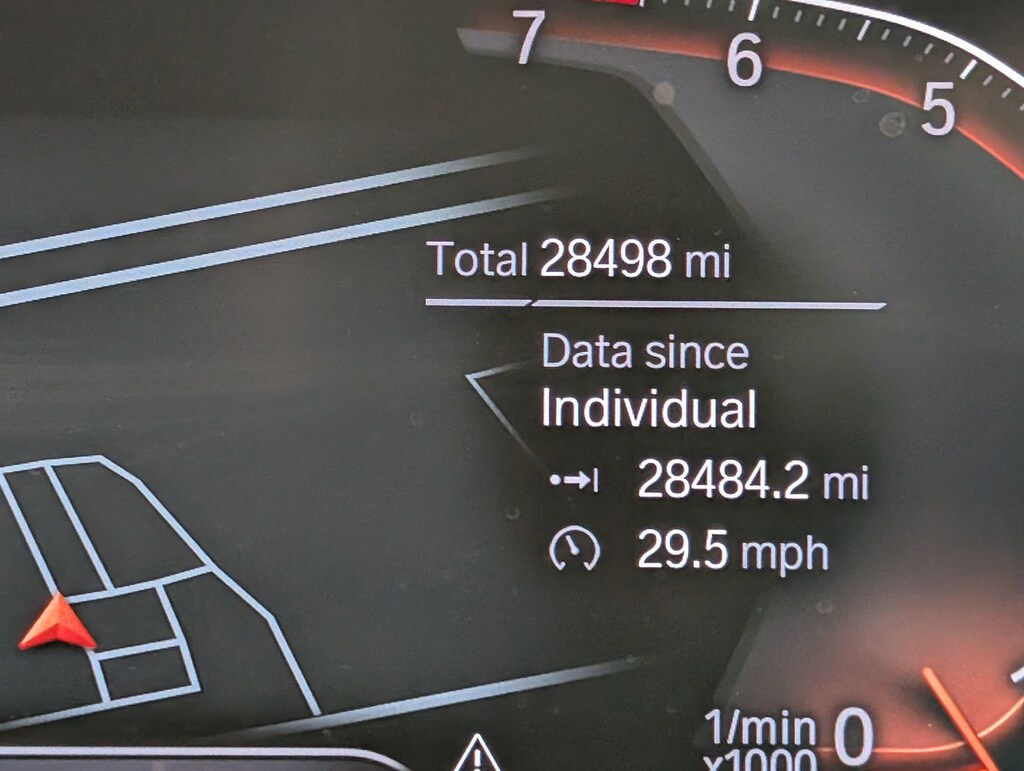 7
6
5
Total 28498 mi
Data since
Individual
28484.2 mi
29.5 mph
1/min 0
x1000